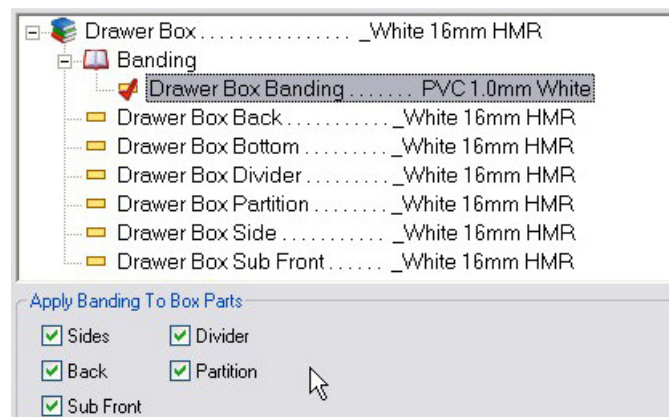 Drawer Box................ _White 16mm HMR
Banding
Drawer Box Banding....... PVC 1.0mm White
Drawer Box Back........... _White 16mm HMR
Drawer Box Bottom......... _White 16mm HMR
Drawer Box Divider......... _White 16mm HMR
Drawer Box Partition........ _White 16mm HMR
Drawer Box Side........... _White 16mm HMR
Drawer Box Sub Front...... _White 16mm HMR
Apply Banding To Box Parts
Sides Divider
Back Partition
Sub Front